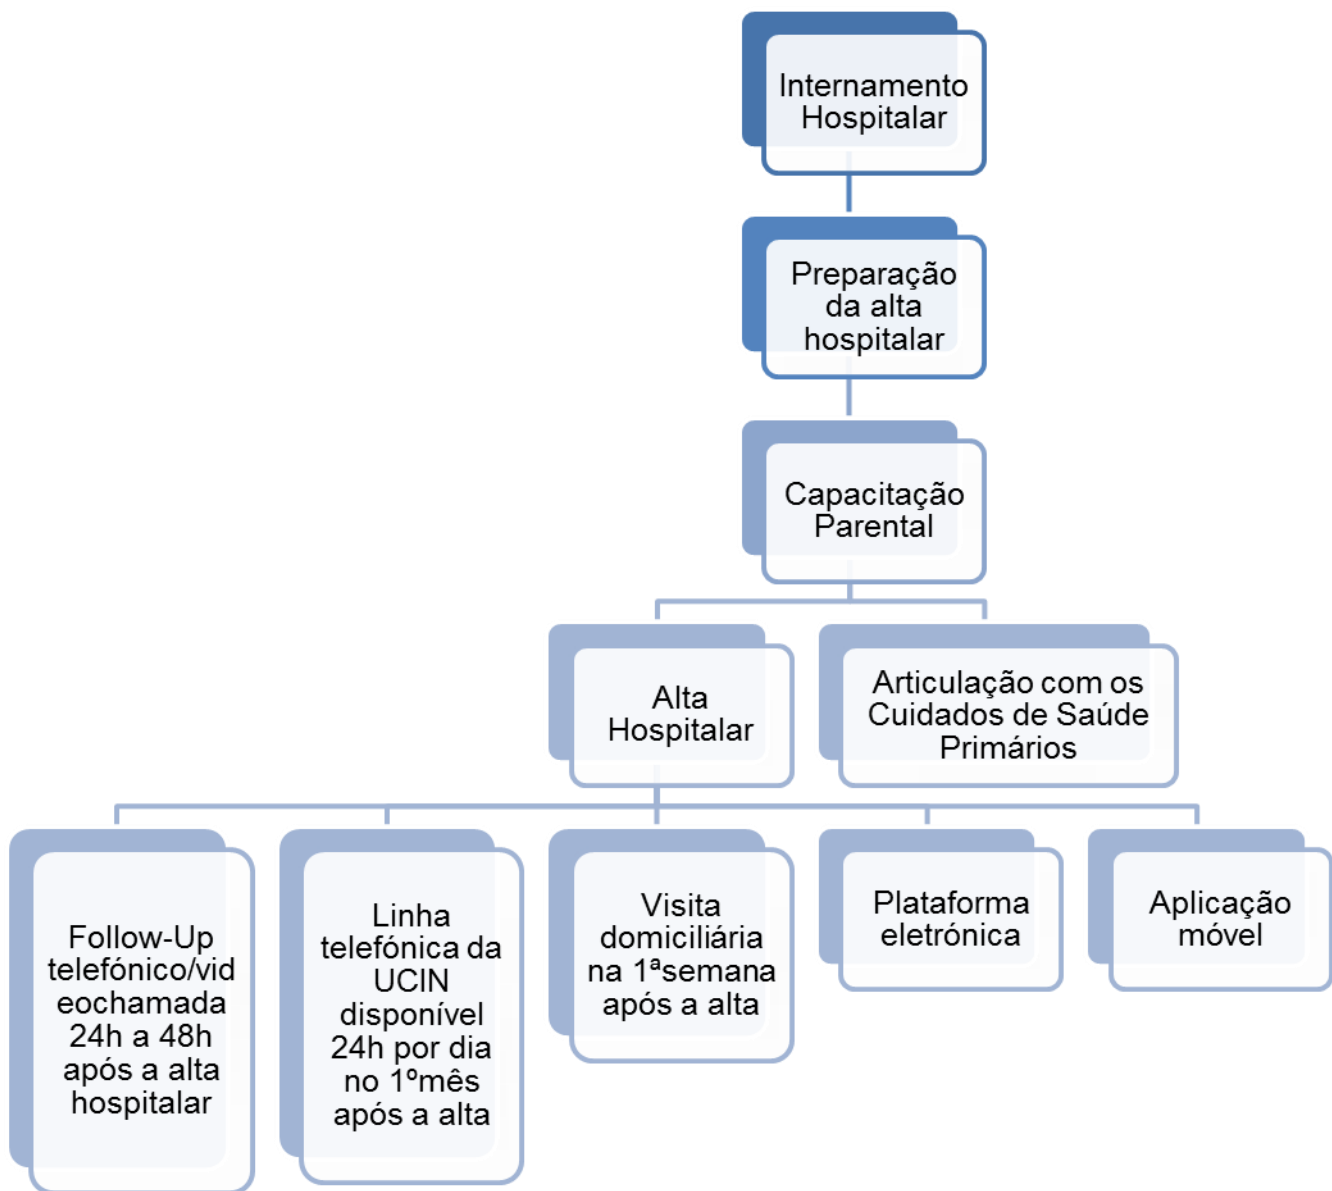 Internamento
Hospitalar
Preparação
da alta
hospitalar
Capacitação
Parental
Alta
Hospitalar
Articulação com os
Cuidados de Saúde
Primários
Follow-Up
telefónico/vid
eochamada
24h a 48h
após a alta
hospitalar
Linha
telefónica da
UCIN
disponível
24h por dia
no 1ºmês
após a alta
Visita
domiciliária
na 1ªsemana
após a alta
Plataforma
eletrónica
Aplicação
móvel